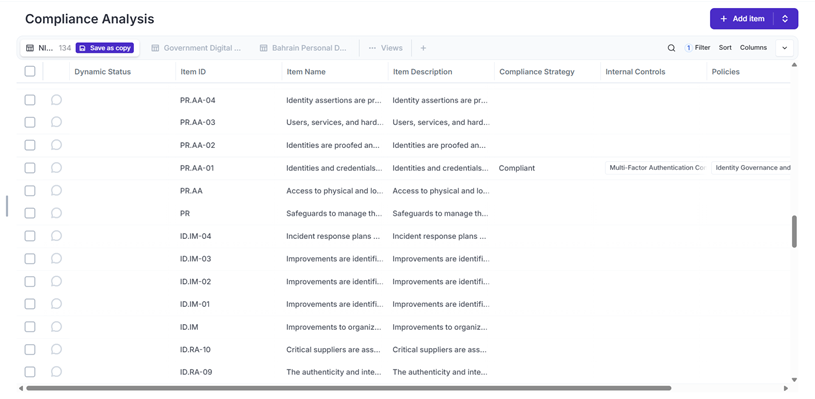 Compliance Analysis
Add item
NI... 134 Save as copy Government Digital ... Bahrain Personal D... Views
1 Filter Sort Columns
Dynamic Status Item ID Item Name Item Description Compliance Strategy Internal Controls Policies
PR.AA-04 Identity assertions are pr... Identity assertions are pr...
PR.AA-03 Users, services, and hard... Users, services, and hard...
PR.AA-02 Identities are proofed an... Identities are proofed an...
PR.AA-01 Identities and credentials... Identities and credentials... Compliant Multi-Factor Authentication Identity Governance and
PR.AA Access to physical and lo... Access to physical and lo...
PR Safeguards to manage th... Safeguards to manage th...
ID.IM-04 Incident response plans ... Incident response plans ...
ID.IM-03 Improvements are identifi... Improvements are identifi...
ID.IM-02 Improvements are identifi... Improvements are identifi...
ID.IM-01 Improvements are identifi... Improvements are identifi...
ID.IM Improvements to organiz... Improvements to organiz...
ID.RA-10 Critical suppliers are ass... Critical suppliers are ass...
ID.RA-09 The authenticity and inte... The authenticity and inte...